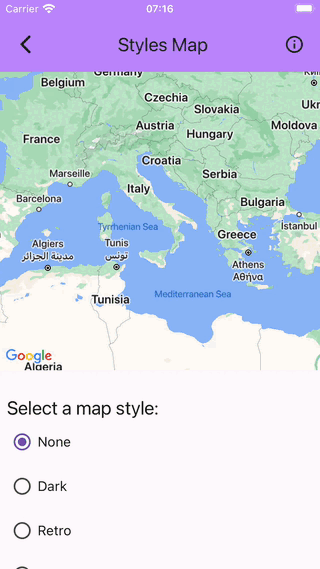 Carrier
07:16
Styles Map
Germany
Belgium
Czechia
Slovakia
Ukr
Austria
Moldova
Hungary
France
Croatia
Marseille
Serbia
Italy
Barcelona
Bulgaria
İstanbul
Tyrrhenian Sea
Greece
Algiers
مدينة الجزائر
Tunis
تونس
Athens
Αθήνα
Mediterranean Sea
Tunisia
Google
Algeria
Select a map style:
None
Dark
Retro